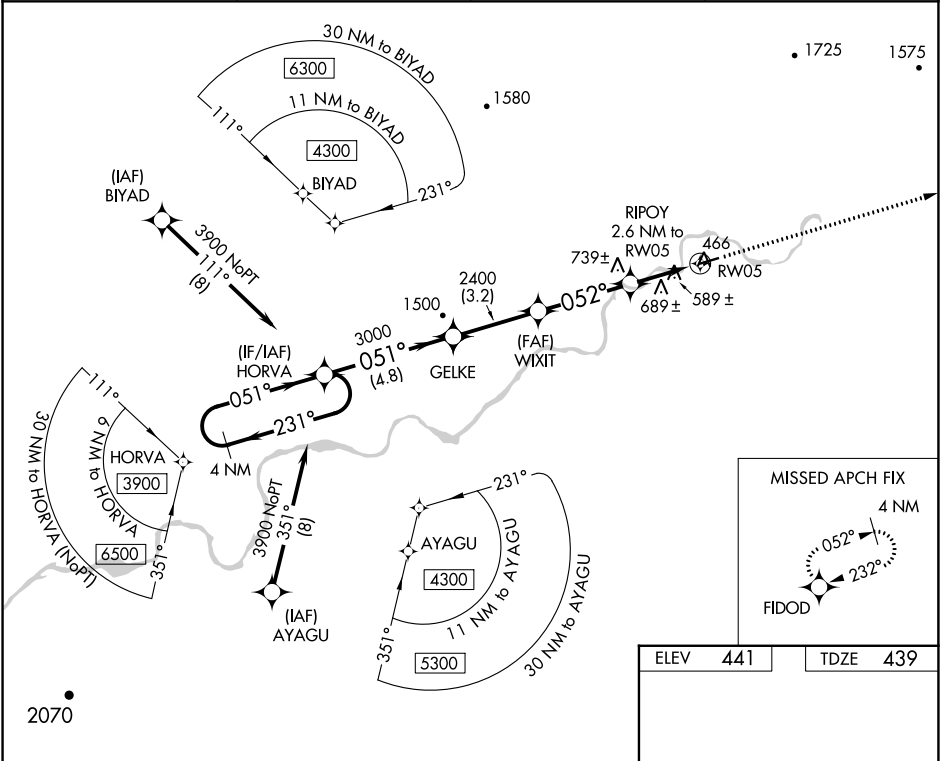 30 NM to BIYAD
6300
11 NM to BIYAD
4300
111°
BIYAD
231°
1580
1725
1575
(IAF)
BIYAD
3900 NoPT
111°
(8)
RIPOY
2.6 NM to
RW05
739±
466
RW05
689±
589±
052°
2400
(3.2)
1500
(FAF)
WIXIT
GELKE
3000
051°
(4.8)
(IF/IAF)
HORVA
051°
231°
4 NM
111°
30 NM to HORVA (NoPT)
6 NM to HORVA
HORVA
3900
6500
351°
3900 NoPT
351°
(8)
(IAF)
AYAGU
231°
AYAGU
4300
11 NM to AYAGU
5300
30 NM to AYAGU
351°
2070
MISSED APCH FIX
4 NM
052°
232°
FIDOD
ELEV 441
TDZE 439